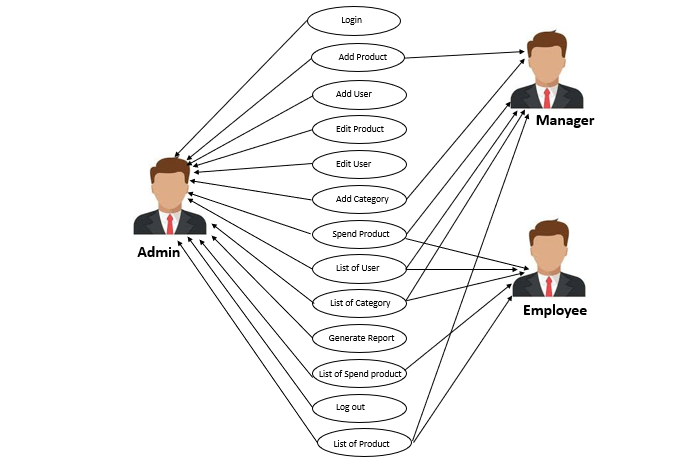 Login
Add Product
Add User
Edit Product
Edit User
Add Category
Spend Product
List of User
List of Category
Generate Report
List of Spend product
Log out
List of Product
Admin
Manager
Employee